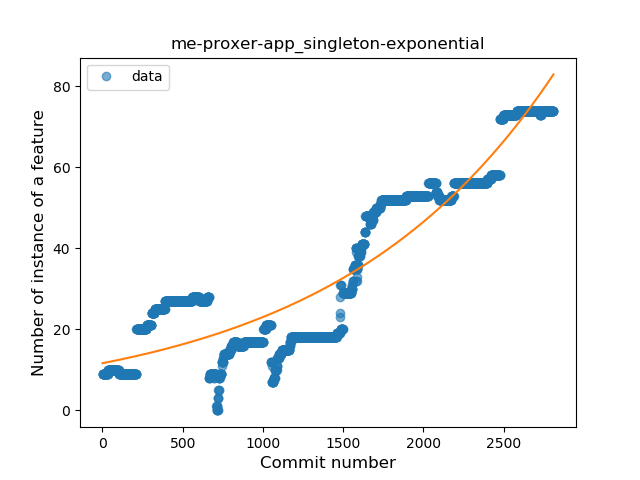 me-proxer-app_singleton-exponential
data
Number of instance of a feature
80
60
40
20
0
0 500 1000 1500 2000 2500
Commit number